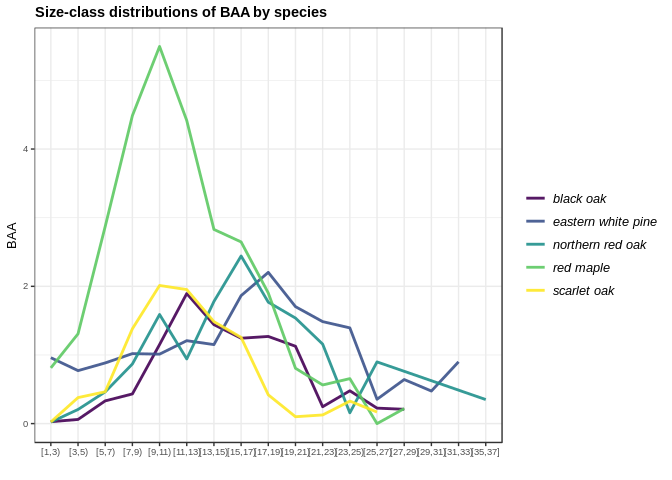 Size-class distributions of BAA by species
BAA
4
2
0
[1,3) [3,5) [5,7) [7,9) [9,11) [11,13) [13,15) [15,17) [17,19) [19,21) [21,23) [23,25) [25,27) [27,29) [29,31) [31,33) [35,37]
black oak
eastern white pine
northern red oak
red maple
scarlet oak